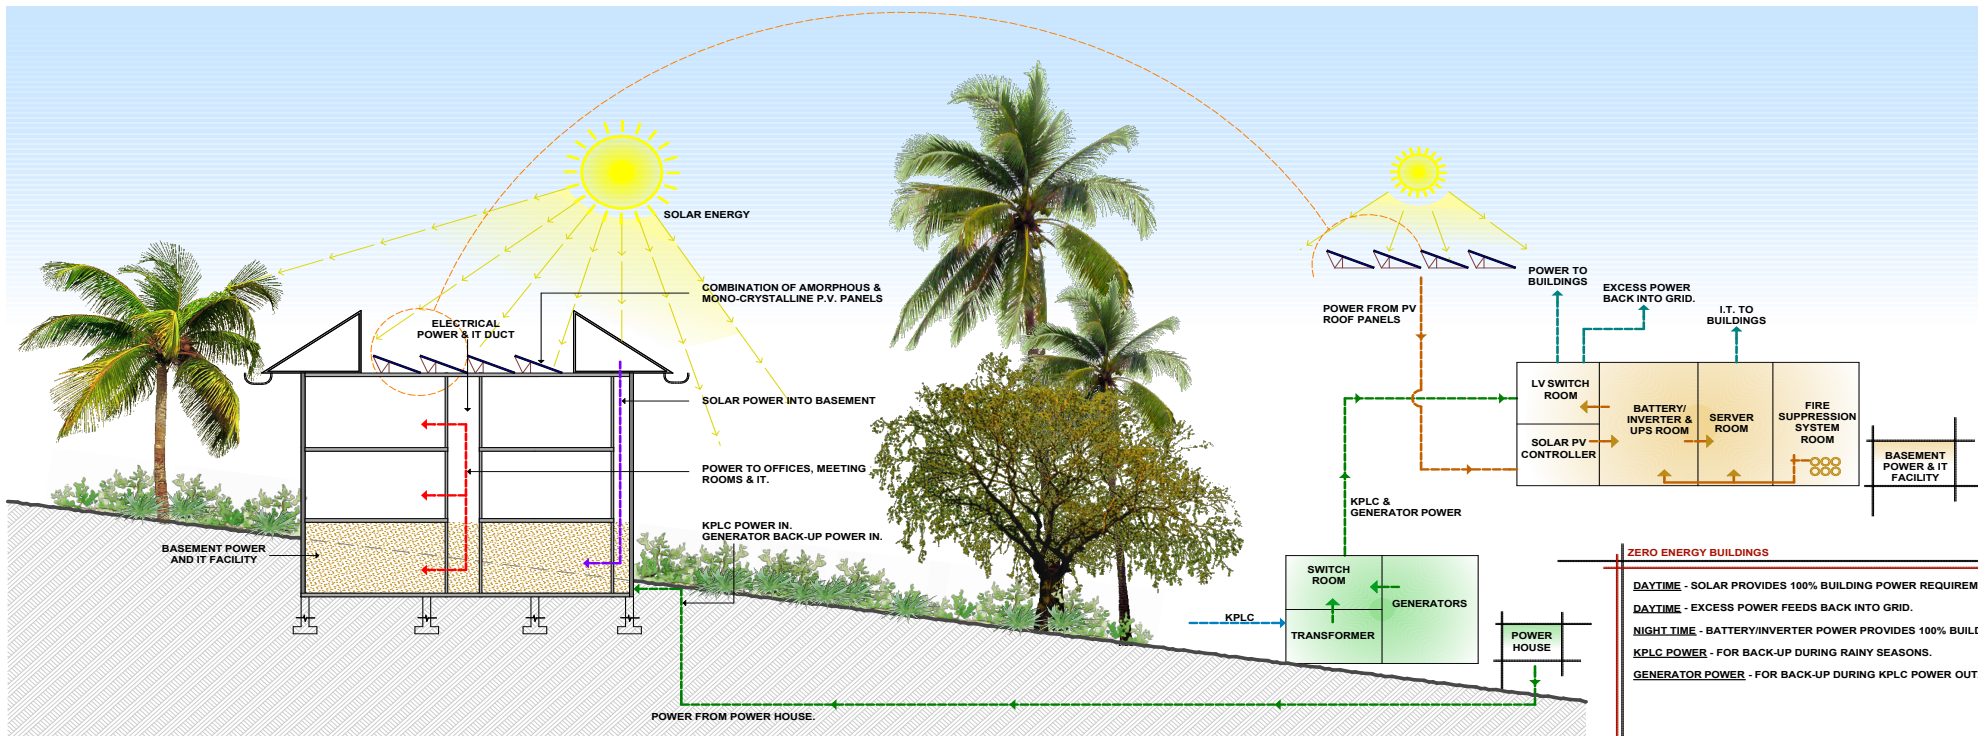 SOLAR ENERGY
COMBINATION OF AMORPHOUS &
MONO-CRYSTALLINE P.V. PANELS
ELECTRICAL
POWER & IT DUCT
SOLAR POWER INTO BASEMENT
POWER TO OFFICES, MEETING
ROOMS & IT.
KPLC POWER IN.
GENERATOR BACK-UP POWER IN.
BASEMENT POWER
AND IT FACILITY
POWER FROM POWER HOUSE.
POWER TO
BUILDINGS
EXCESS POWER
BACK INTO GRID.
I.T. TO
BUILDINGS
POWER FROM PV
ROOF PANELS
LV SWITCH
ROOM
BATTERY/
INVERTER &
UPS ROOM
SERVER
ROOM
FIRE
SUPPRESSION
SYSTEM
ROOM
SOLAR PV
CONTROLLER
BASEMENT
POWER & IT
FACILITY
KPLC &
GENERATOR POWER
SWITCH
ROOM
GENERATORS
TRANSFORMER
KPLC
POWER
HOUSE
ZERO ENERGY BUILDINGS
DAYTIME - SOLAR PROVIDES 100% BUILDING POWER REQUIREM
DAYTIME - EXCESS POWER FEEDS BACK INTO GRID.
NIGHT TIME - BATTERY/INVERTER POWER PROVIDES 100% BUILD
KPLC POWER - FOR BACK-UP DURING RAINY SEASONS.
GENERATOR POWER - FOR BACK-UP DURING KPLC POWER OUT